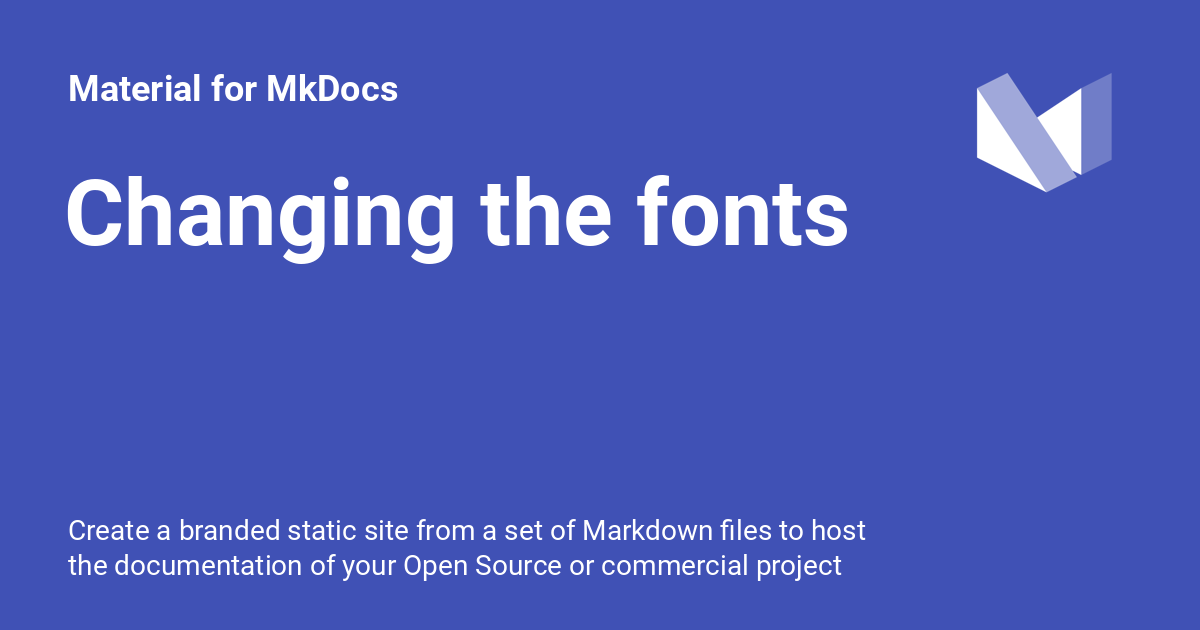 Material for MkDocs
Changing the fonts
Create a branded static site from a set of Markdown files to host
the documentation of your Open Source or commercial project